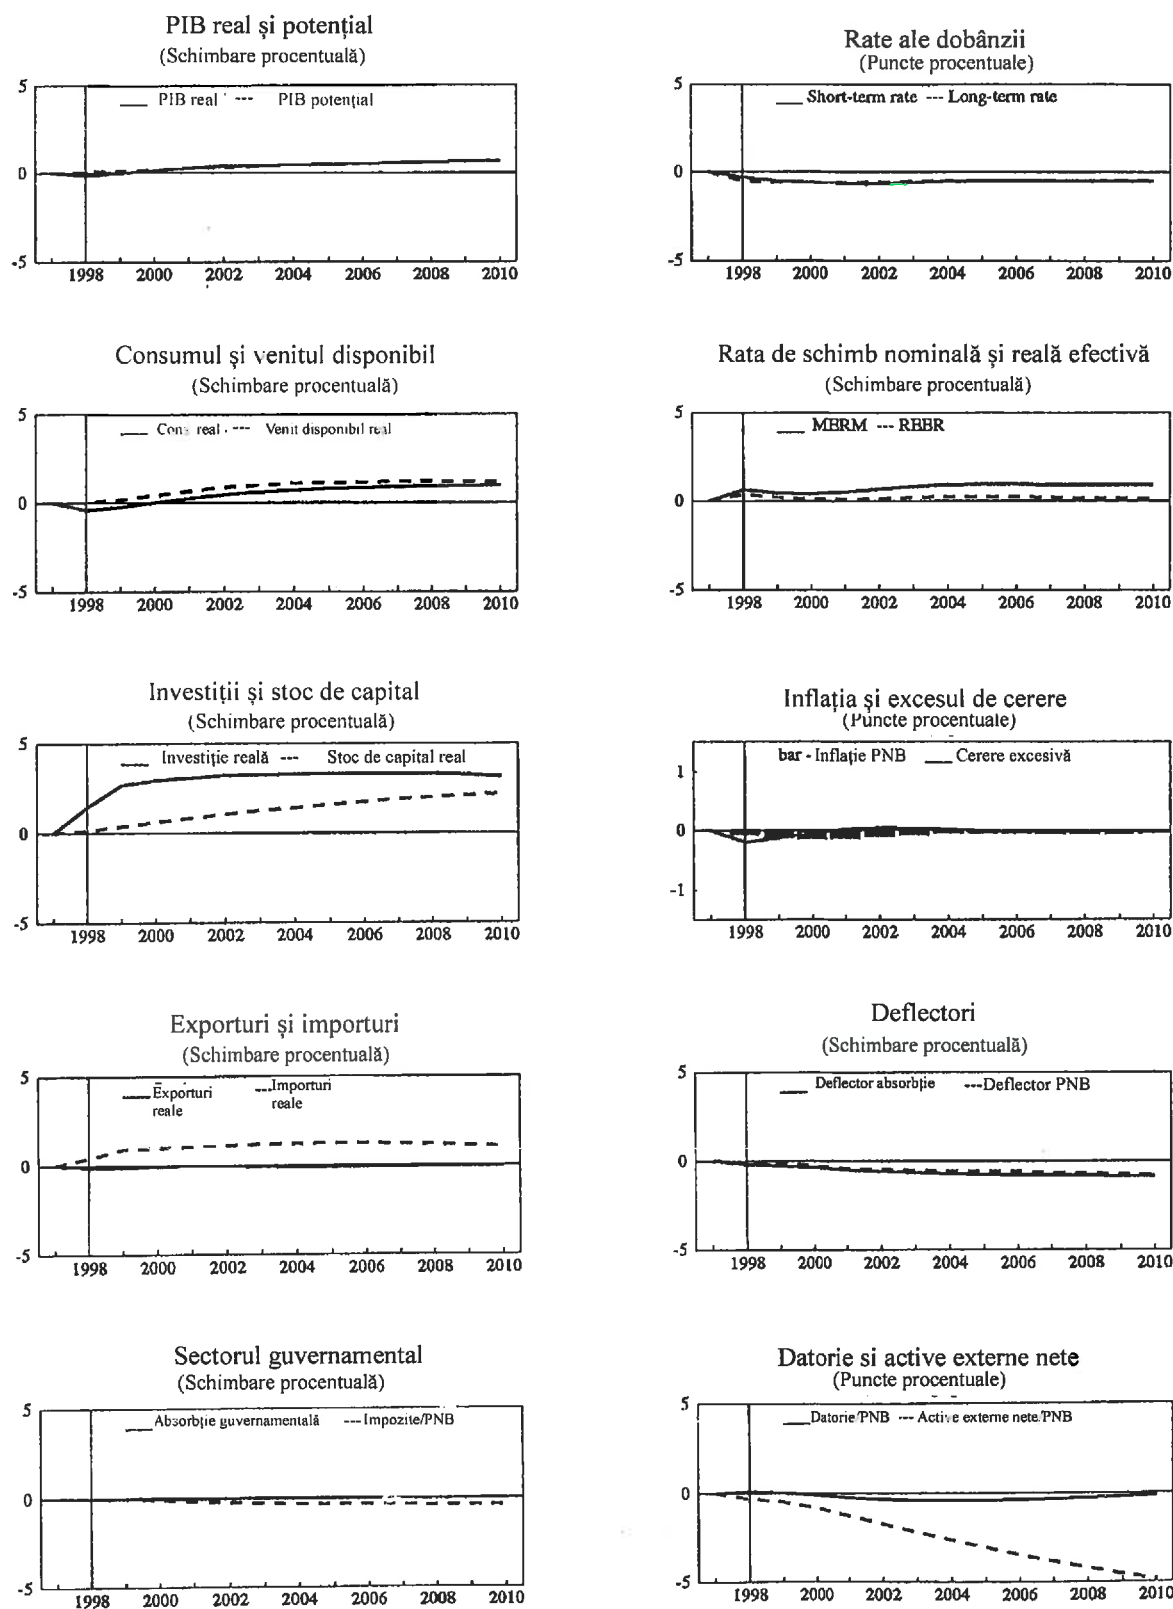 PIB real și potențial
(Schimbare procentuală)
5
PIB real --- PIB potențial
0
-5
1998 2000 2002 2004 2006 2008 2010
Rate ale dobânzii
(Puncte procentuale)
5
Short-term rate --- Long-term rate
0
-5
1998 2000 2002 2004 2006 2008 2010
Consumul și venitul disponibil
(Schimbare procentuală)
5
real --- Venit disponibil real
0
-5
1998 2000 2002 2004 2006 2008 2010
Rata de schimb nominală și reală efectivă
(Schimbare procentuală)
5
MERM --- REBR
0
-5
1998 2000 2002 2004 2006 2008 2010
Investiții și stoc de capital
(Schimbare procentuală)
5
Investiție reală --- Stoc de capital real
0
-5
1998 2000 2002 2004 2006 2008 2010
Inflația și excesul de cerere
(Puncte procentuale)
bar - Inflație PNB Cerere excesivă
1
0
-1
1998 2000 2002 2004 2006 2008 2010
Exporturi și importuri
(Schimbare procentuală)
5
Exporturi reale --- Importuri reale
0
-5
1998 2000 2002 2004 2006 2008 2010
Deflectori
(Schimbare procentuală)
5
Deflector absorbție --- Deflector PNB
0
-5
1998 2000 2002 2004 2006 2008 2010
Sectorul guvernamental
(Schimbare procentuală)
5
Absorbție guvernamentală --- Impozite/PNB
0
-5
1998 2000 2002 2004 2006 2008 2010
Datorie si active externe nete
(Puncte procentuale)
5
Datorie/PNB --- Active externe nete/PNB
0
-5
1998 2000 2002 2004 2006 2008 2010